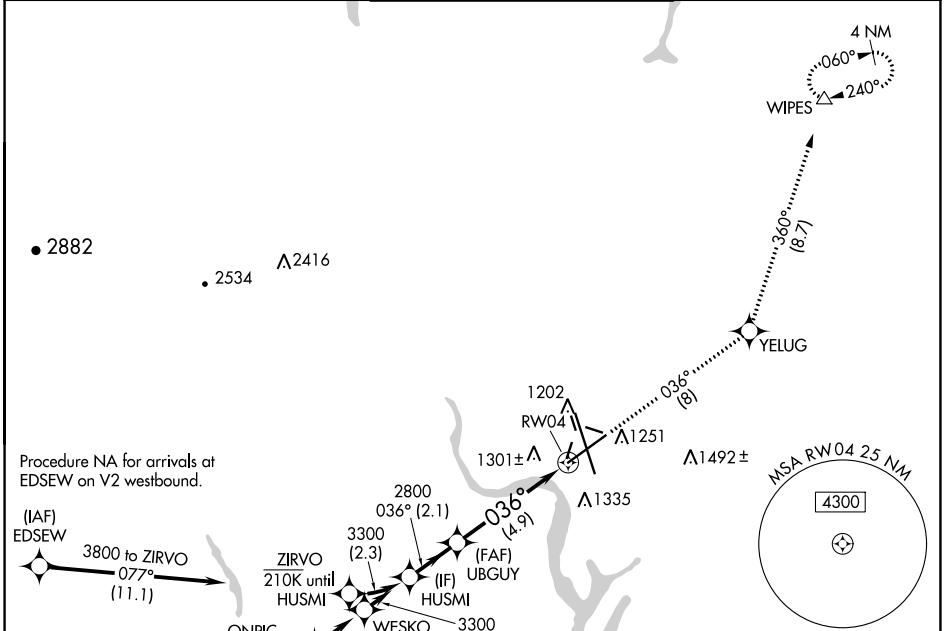 4 NM
060°
240°
WIPES
360°
(8.7)
2882
2534
2416
YELUG
036°
(8)
1202
RW04
1251
1301±
1492±
1335
MSA RW04 25 NM
4300
Procedure NA for arrivals at
EDSEW on V2 westbound.
(IAF)
EDSEW
3800 to ZIRVO
077°
(11.1)
2800
036° (2.1)
036°
(4.9)
3300
(2.3)
ZIRVO
210K until
HUSMI
(FAF)
UBGUY
(IF)
HUSMI
WESKO
3300